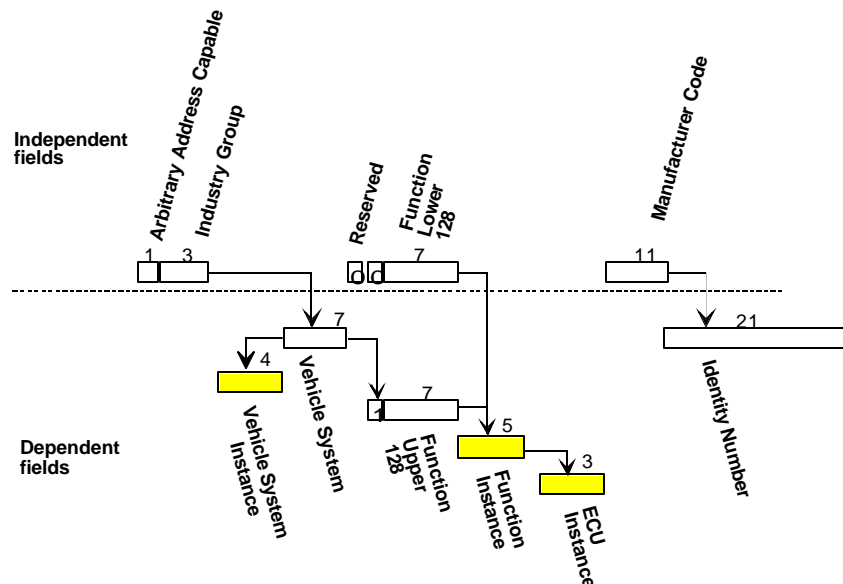 Independent
fields
Arbitrary Address Capable
Industry Group
Reserved
Function
Lower
128
Manufacturer Code
1
3
0
0
7
11
7
21
4
Vehicle System
1
7
Identity Number
Vehicle System
Instance
Function
Upper
128
5
Dependent
fields
Function
Instance
3
ECU
Instance